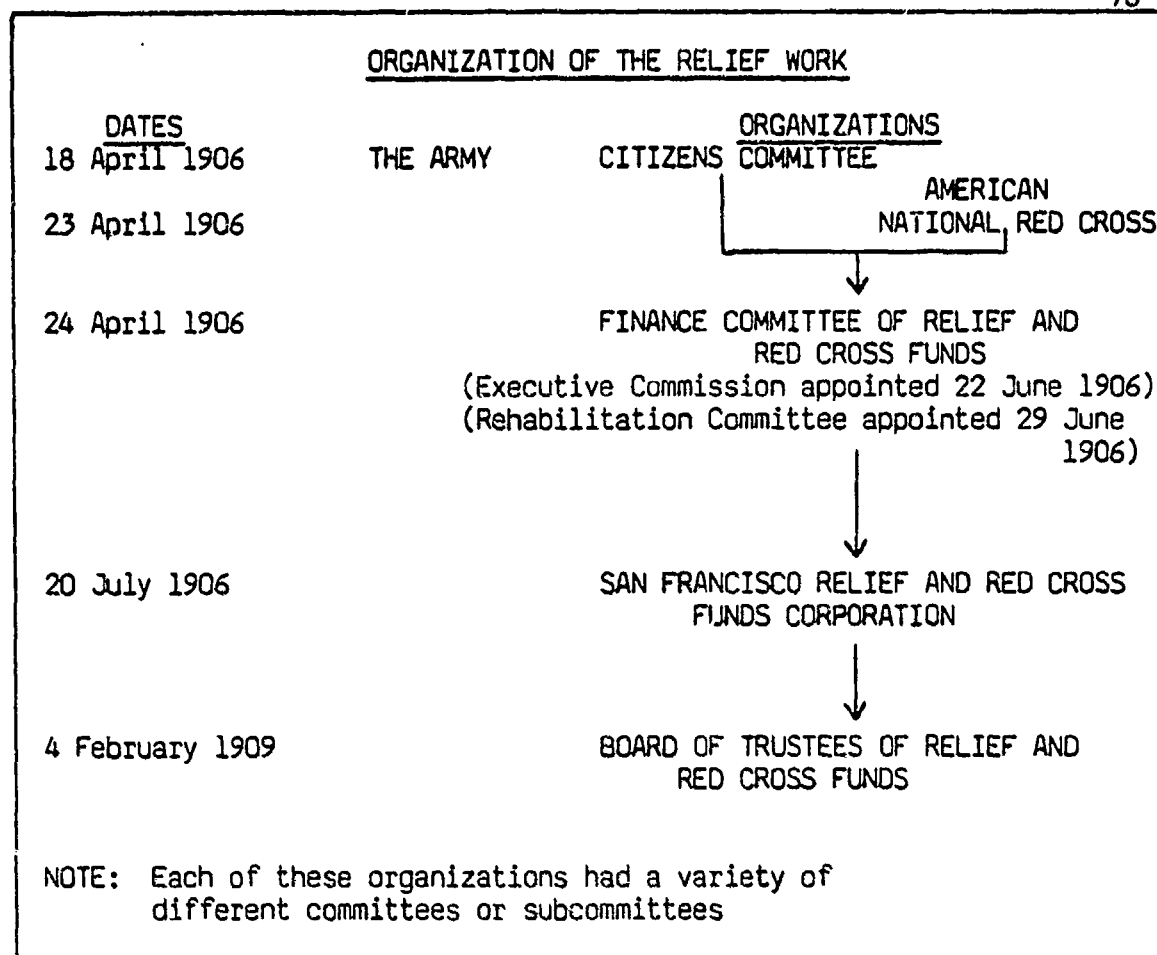 ORGANIZATION OF THE RELIEF WORK
DATES ORGANIZATIONS
18 April 1906 THE ARMY CITIZENS COMMITTEE
AMERICAN
23 April 1906 NATIONAL RED CROSS
24 April 1906 FINANCE COMMITTEE OF RELIEF AND
RED CROSS FUNDS
(Executive Commission appointed 22 June 1906)
(Rehabilitation Committee appointed 29 June
1906)
20 July 1906 SAN FRANCISCO RELIEF AND RED CROSS
FUNDS CORPORATION
4 February 1909 BOARD OF TRUSTEES OF RELIEF AND
RED CROSS FUNDS
NOTE: Each of these organizations had a variety of
different committees or subcommittees